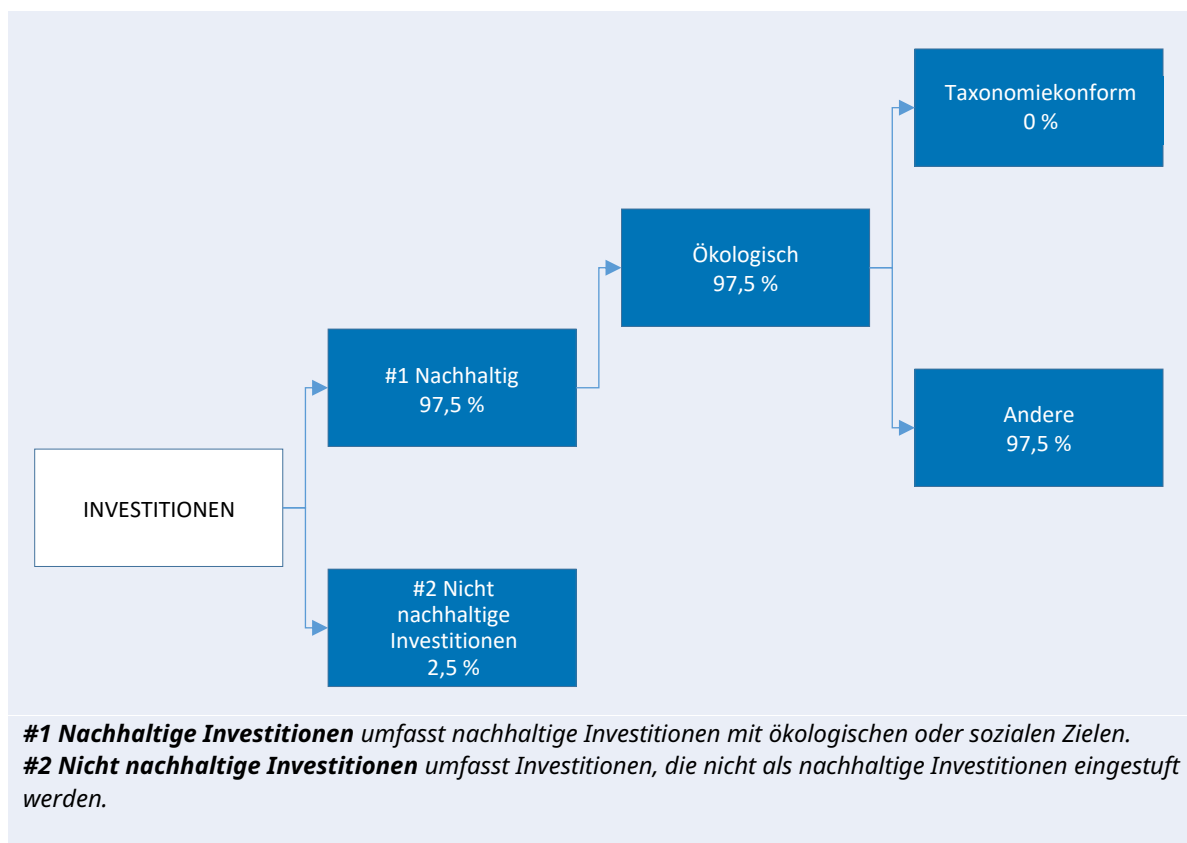 Taxonomiekonform
0 %
Ökologisch
97,5 %
#1 Nachhaltig
97,5 %
Andere
97,5 %
INVESTITIONEN
#2 Nicht
nachhaltige
Investitionen
2,5 %
#1 Nachhaltige Investitionen umfasst nachhaltige Investitionen mit ökologischen oder sozialen Zielen.
#2 Nicht nachhaltige Investitionen umfasst Investitionen, die nicht als nachhaltige Investitionen eingestuft
werden.